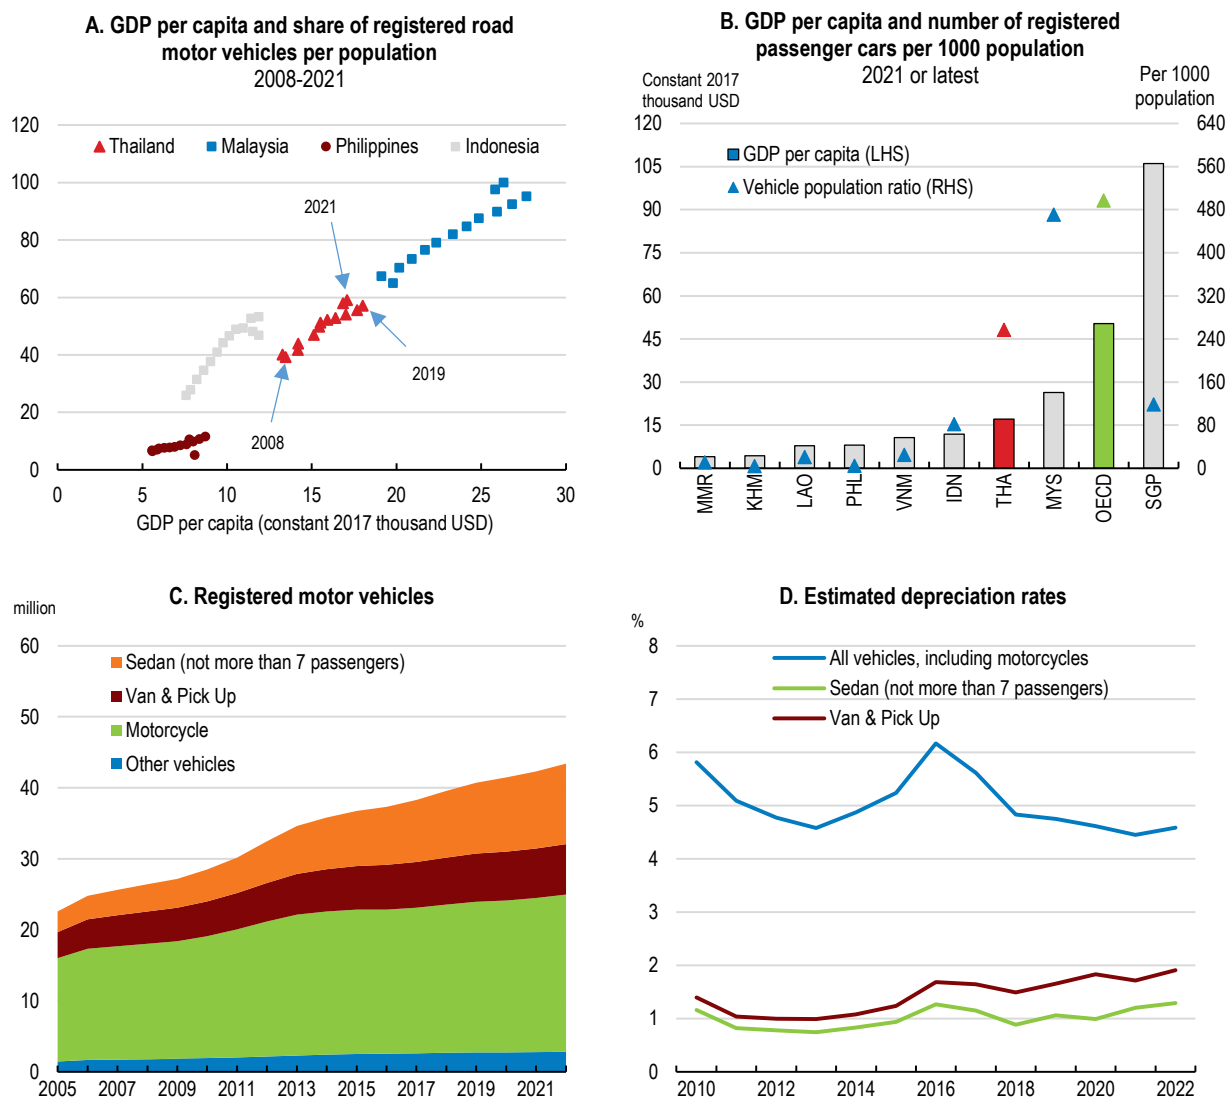 A. GDP per capita and share of registered road
motor vehicles per population
2008-2021
120
100
80
60
40
20
0
Thailand
Malaysia
Philippines
Indonesia
2021
2019
2008
0
5
10
15
20
25
30
GDP per capita (constant 2017 thousand USD)
B. GDP per capita and number of registered
passenger cars per 1000 population
2021 or latest
Constant 2017
thousand USD
Per 1000
population
120
105
90
75
60
45
30
15
0
GDP per capita (LHS)
Vehicle population ratio (RHS)
640
560
480
400
320
240
160
80
0
MMR
KHM
LAO
PHL
VNM
IDN
THA
MYS
OECD
SGP
C. Registered motor vehicles
million
60
50
40
30
20
10
0
Sedan (not more than 7 passengers)
Van & Pick Up
Motorcycle
Other vehicles
2005
2007
2009
2011
2013
2015
2017
2019
2021
D. Estimated depreciation rates
%
8
7
6
5
4
3
2
1
0
All vehicles, including motorcycles
Sedan (not more than 7 passengers)
Van & Pick Up
2010
2012
2014
2016
2018
2020
2022